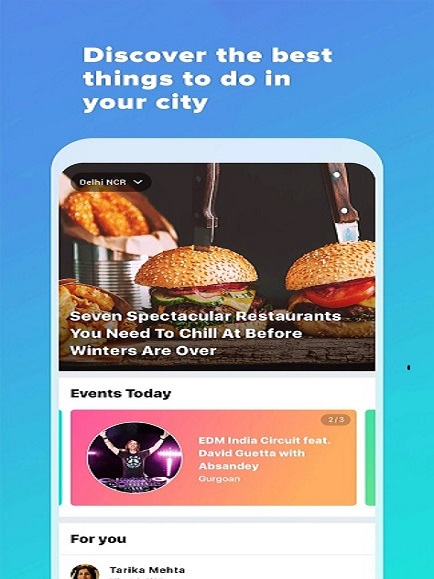 Discover the best
things to do in
your city
Delhi NCR
Seven Spectacular Restaurants
You Need To Chill At Before
Winters Are Over
Events Today
2/3
EDM India Circuit feat.
David Guetta with
Absandey
Gurgoan
For you
Tarika Mehta